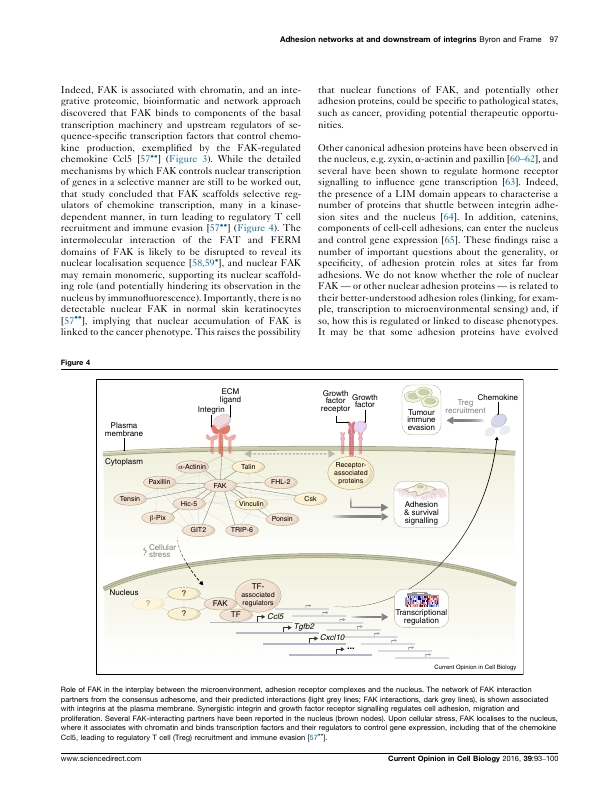 Adhesion networks at and downstream of integrins Byron and Frame 97
Indeed, FAK is associated with chromatin, and an inte-
grative proteomic, bioinformatic and network approach
discovered that FAK binds to components of the basal
transcription machinery and upstream regulators of se-
quence-specific transcription factors that control chemo-
kine production, exemplified by the FAK-regulated
chemokine Ccl5 [57••] (Figure 3). While the detailed
mechanisms by which FAK controls nuclear transcription
of genes in a selective manner are still to be worked out,
that study concluded that FAK scaffolds selective reg-
ulators of chemokine transcription, many in a kinase-
dependent manner, in turn leading to regulatory T cell
recruitment and immune evasion [57••] (Figure 4). The
intermolecular interaction of the FAT and FERM
domains of FAK is likely to be disrupted to reveal its
nuclear localisation sequence [58,59•], and nuclear FAK
may remain monomeric, supporting its nuclear scaffold-
ing role (and potentially hindering its observation in the
nucleus by immunofluorescence). Importantly, there is no
detectable nuclear FAK in normal skin keratinocytes
[57••], implying that nuclear accumulation of FAK is
linked to the cancer phenotype. This raises the possibility
that nuclear functions of FAK, and potentially other
adhesion proteins, could be specific to pathological states,
such as cancer, providing potential therapeutic opportu-
nities.
Other canonical adhesion proteins have been observed in
the nucleus, e.g. zyxin, α-actinin and paxillin [60–62], and
several have been shown to regulate hormone receptor
signalling to influence gene transcription [63]. Indeed,
the presence of a LIM domain appears to characterise a
number of proteins that shuttle between integrin adhe-
sion sites and the nucleus [64]. In addition, catenins,
components of cell-cell adhesions, can enter the nucleus
and control gene expression [65]. These findings raise a
number of important questions about the generality, or
specificity, of adhesion protein roles at sites far from
adhesions. We do not know whether the role of nuclear
FAK — or other nuclear adhesion proteins — is related to
their better-understood adhesion roles (linking, for exam-
ple, transcription to microenvironmental sensing) and, if
so, how this is regulated or linked to disease phenotypes.
It may be that some adhesion proteins have evolved
Figure 4
Plasma
membrane
Integrin
ECM
ligand
Growth
factor
receptor
Growth
factor
Tumour
immune
evasion
Treg
recruitment
Chemokine
Cytoplasm
α-Actinin
Talin
Paxillin
FAK
FHL-2
Tensin
Hic-5
Vinculin
Csk
β-Pix
Ponsin
GIT2
TRIP-6
Receptor-
associated
proteins
Adhesion
& survival
signalling
Cellular
stress
Nucleus
?
?
?
FAK
TF-
associated
regulators
TF
Ccl5
Tgfb2
Cxcl10
...
Transcriptional
regulation
Current Opinion in Cell Biology
Role of FAK in the interplay between the microenvironment, adhesion receptor complexes and the nucleus. The network of FAK interaction
partners from the consensus adhesome, and their predicted interactions (light grey lines; FAK interactions, dark grey lines), is shown associated
with integrins at the plasma membrane. Synergistic integrin and growth factor receptor signalling regulates cell adhesion, migration and
proliferation. Several FAK-interacting partners have been reported in the nucleus (brown nodes). Upon cellular stress, FAK localises to the nucleus,
where it associates with chromatin and binds transcription factors and their regulators to control gene expression, including that of the chemokine
Ccl5, leading to regulatory T cell (Treg) recruitment and immune evasion [57••].
www.sciencedirect.com
Current Opinion in Cell Biology 2016, 39:93–100